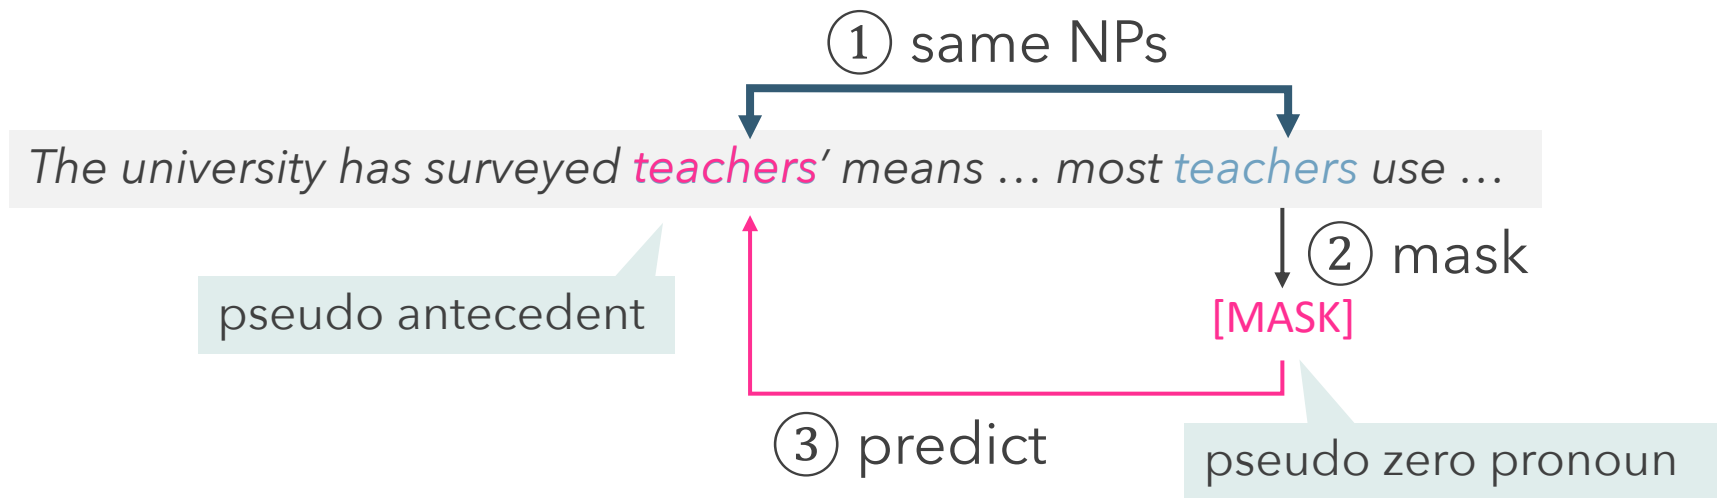 ① same NPs
The university has surveyed teachers’ means … most teachers use …
② mask
pseudo antecedent
[MASK]
③ predict
pseudo zero pronoun